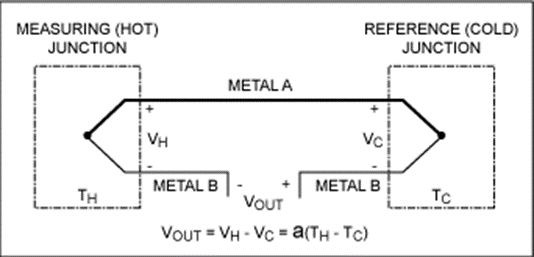 MEASURING (HOT)
JUNCTION
REFERENCE (COLD)
JUNCTION
METAL A
+
+
VH
VC
-
-
METAL B
-
+
METAL B
VOUT
TH
TC
VOUT = VH - VC = a(TH - TC)